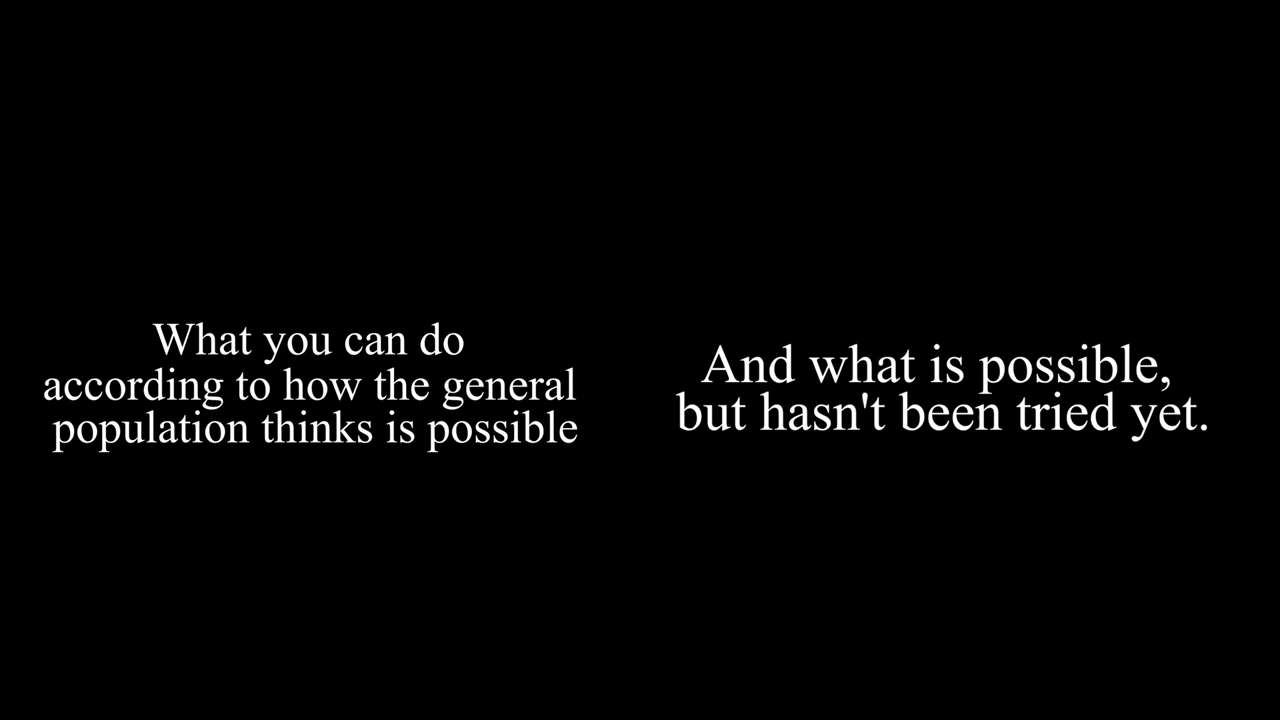 What you can do
according to how the general
population thinks is possible
And what is possible,
but hasn't been tried yet.